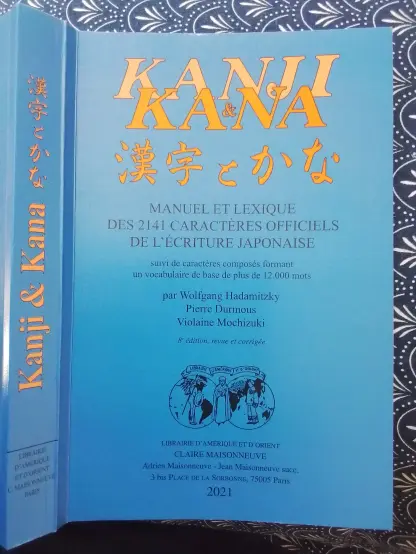 KANJI
&
KANA
漢字とかな
MANUEL ET LEXIQUE
DES 2141 CARACTÈRES OFFICIELS
DE L'ÉCRITURE JAPONAISE
suivi de caractères composés formant
un vocabulaire de base de plus de 12.000 mots
par Wolfgang Hadamitzky
Pierre Durmous
Violaine Mochizuki
8e édition, revue et corrigée
LIBRAIRIE D'AMÉRIQUE ET D'ORIENT
CLAIRE MAISONNEUVE
Adrien Maisonneuve - Jean Maisonneuve succ.
3 bis PLACE DE LA SORBONNE, 75005 Paris
2021
漢字とかな
Kanji & Kana
LIBRAIRIE
D'AMÉRIQUE
ET D'ORIENT
C. MAISONNEUVE
PARIS